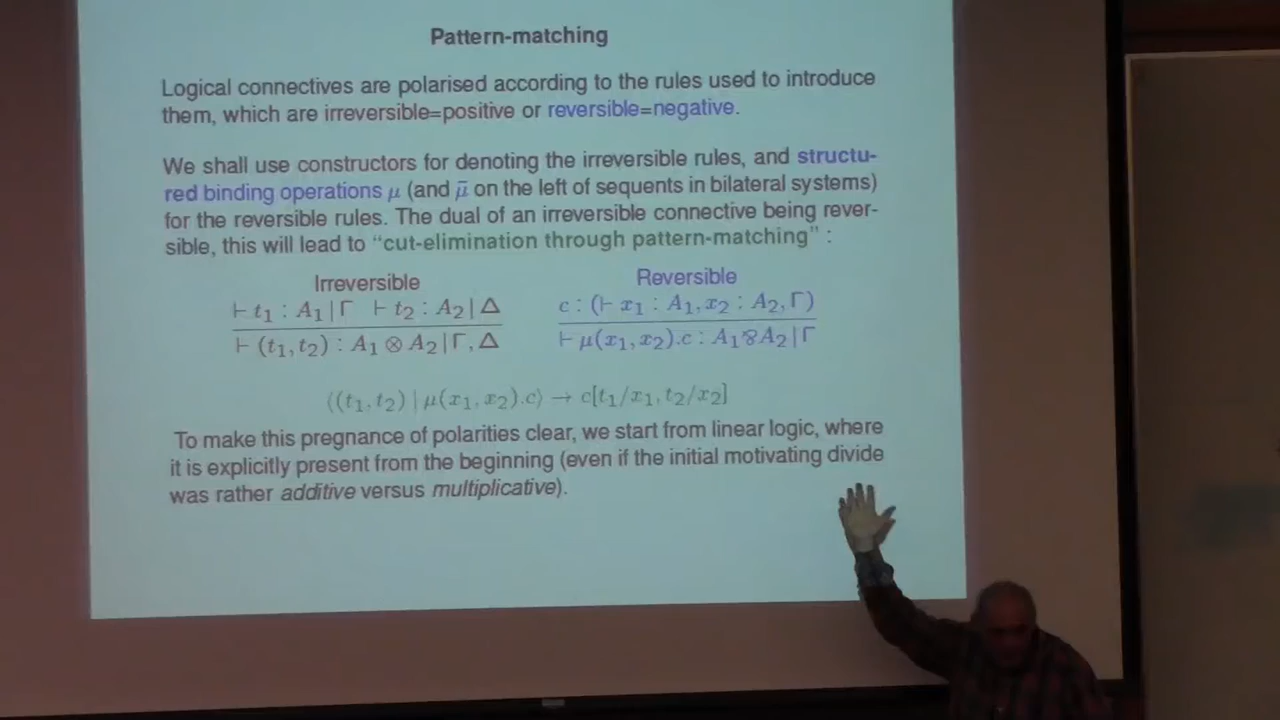 Pattern-matching
Logical connectives are polarised according to the rules used to introduce
them, which are irreversible=positive or reversible=negative.
We shall use constructors for denoting the irreversible rules, and structu-
red binding operations μ (and μ̃ on the left of sequents in bilateral systems)
for the reversible rules. The dual of an irreversible connective being rever-
sible, this will lead to “cut-elimination through pattern-matching” :
Irreversible Reversible
⊢ t₁ : A₁ | Γ ⊢ t₂ : A₂ | Δ c : (⊢ x₁ : A₁, x₂ : A₂, Γ)
⊢ (t₁, t₂) : A₁ ⊗ A₂ | Γ, Δ ⊢ μ(x₁, x₂).c : A₁⅋A₂ | Γ
⟨(t₁, t₂) | μ(x₁, x₂).c⟩ → c[t₁/x₁, t₂/x₂]
To make this pregnance of polarities clear, we start from linear logic, where
it is explicitly present from the beginning (even if the initial motivating divide
was rather additive versus multiplicative).